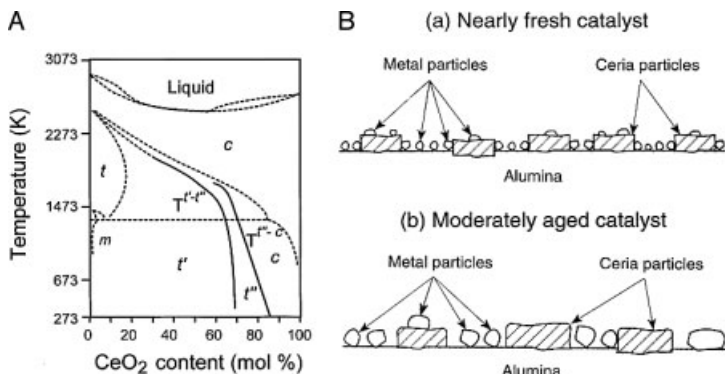 A
3073
2273
1473
673
273
Temperature (K)
Liquid
c
t
m
T^t'-t''
T^t''-c
c
t'
t''
0
20
40
60
80
100
CeO₂ content (mol %)
B
(a) Nearly fresh catalyst
Metal particles
Ceria particles
Alumina
(b) Moderately aged catalyst
Metal particles
Ceria particles
Alumina